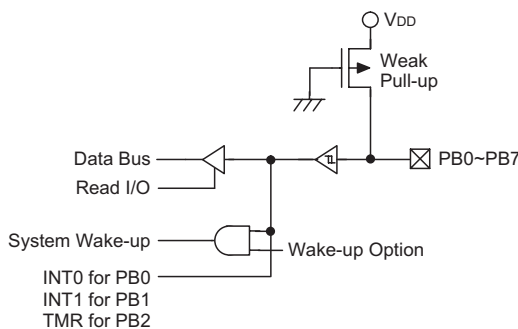 VDD
Weak
Pull-up
Data Bus
PB0~PB7
Read I/O
System Wake-up
Wake-up Option
INT0 for PB0
INT1 for PB1
TMR for PB2